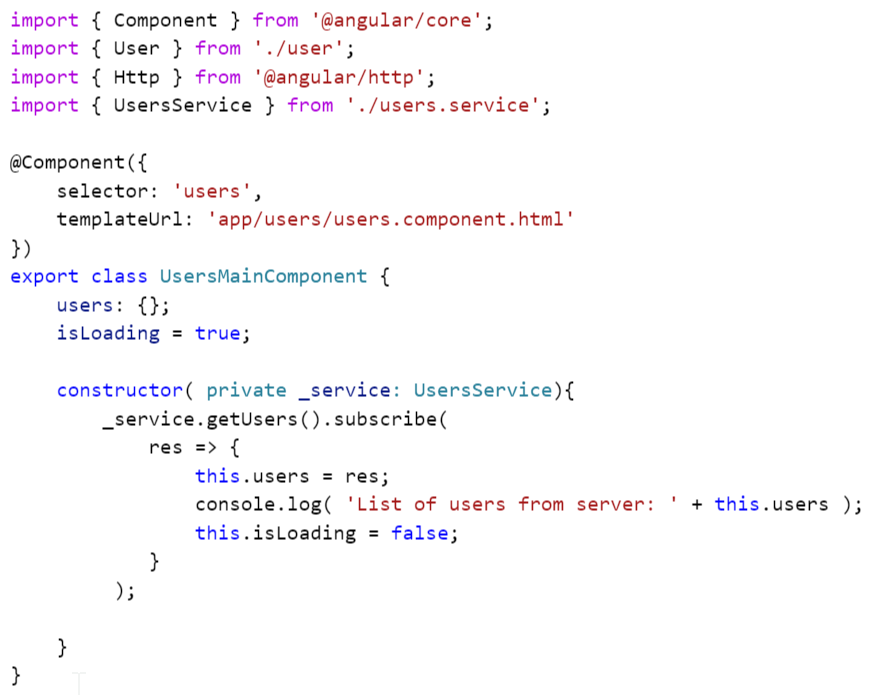 import { Component } from '@angular/core';
import { User } from './user';
import { Http } from '@angular/http';
import { UsersService } from './users.service';

@Component({
    selector: 'users',
    templateUrl: 'app/users/users.component.html'
})
export class UsersMainComponent {
    users: {};
    isLoading = true;

    constructor( private _service: UsersService){
        _service.getUsers().subscribe(
            res => {
                this.users = res;
                console.log( 'List of users from server: ' + this.users );
                this.isLoading = false;
            }
         );

    }
}